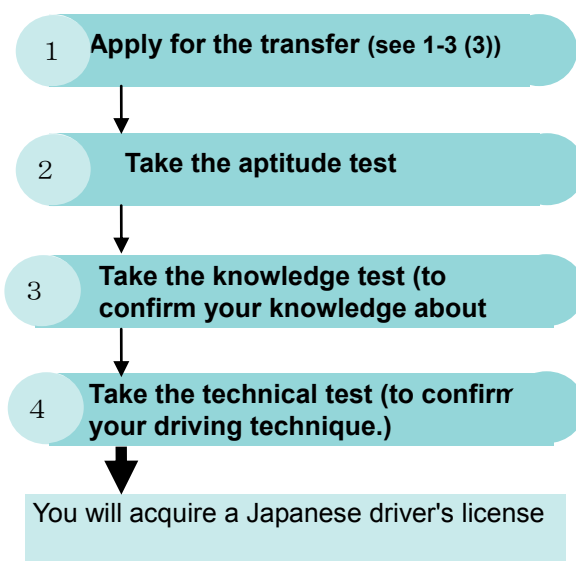 1 Apply for the transfer (see 1-3 (3))
2 Take the aptitude test
3 Take the knowledge test (to
confirm your knowledge about
4 Take the technical test (to confirm
your driving technique.)
You will acquire a Japanese driver's license